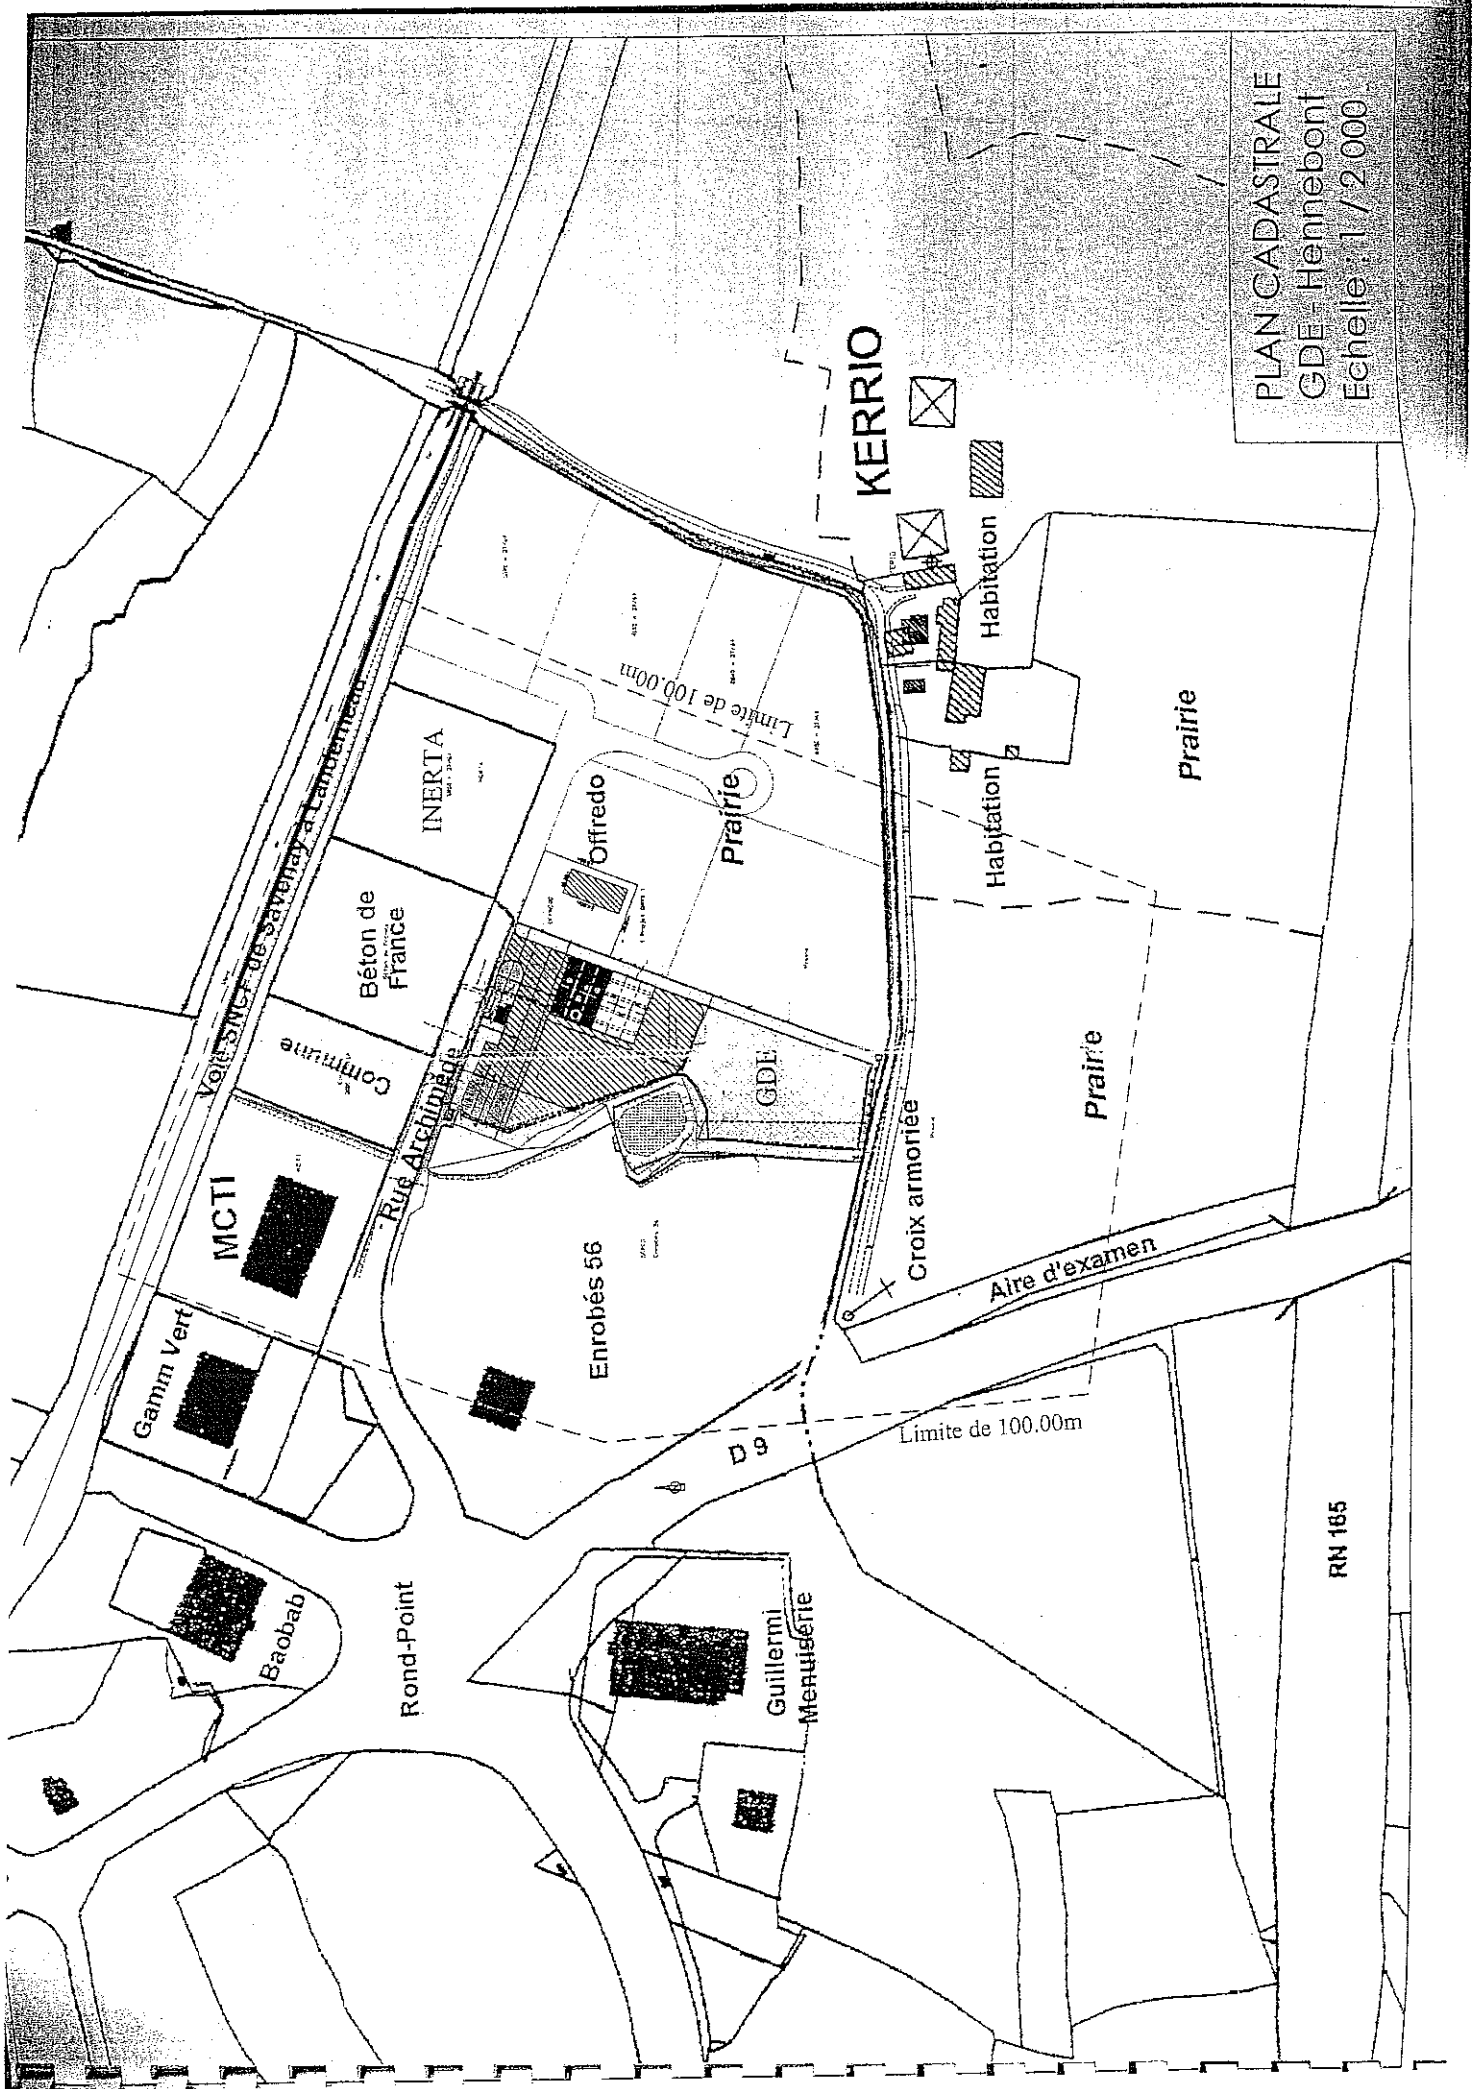 PLAN CADASTRALE
GDE - Hennebont
Echelle : 1 / 2 000
Voie SNCF de Savenay à Landerneau
Baobab
Gamm Vert
MCTI
Commune
Béton de
France
INERTA
Rond-Point
Rue Archimède
Enrobés 56
GDE
Offredo
Prairie
Limite de 100.00m
KERRIO
Guillermi
Menuiserie
D 9
Limite de 100.00m
Croix armoriée
Aire d'examen
Habitation
Habitation
Prairie
Prairie
RN 165